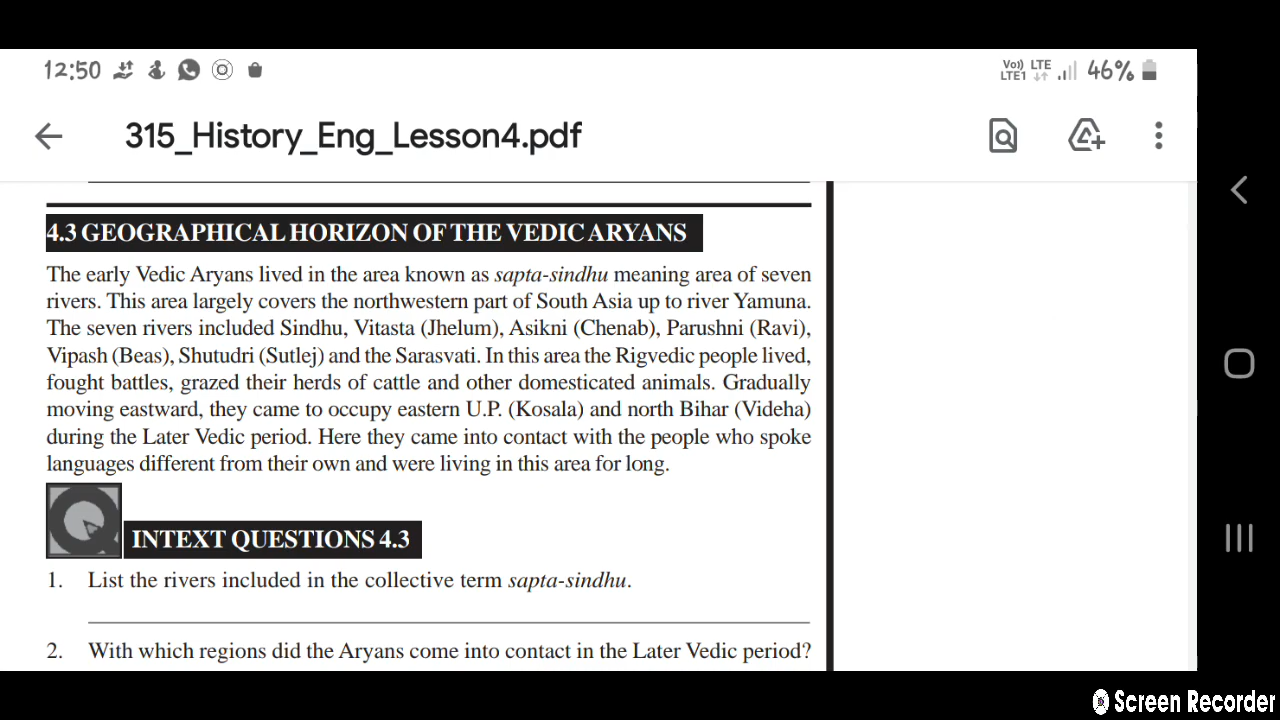 12:50
Vo)) LTE
LTE1
46%
315_History_Eng_Lesson4.pdf
4.3 GEOGRAPHICAL HORIZON OF THE VEDIC ARYANS
The early Vedic Aryans lived in the area known as sapta-sindhu meaning area of seven
rivers. This area largely covers the northwestern part of South Asia up to river Yamuna.
The seven rivers included Sindhu, Vitasta (Jhelum), Asikni (Chenab), Parushni (Ravi),
Vipash (Beas), Shutudri (Sutlej) and the Sarasvati. In this area the Rigvedic people lived,
fought battles, grazed their herds of cattle and other domesticated animals. Gradually
moving eastward, they came to occupy eastern U.P. (Kosala) and north Bihar (Videha)
during the Later Vedic period. Here they came into contact with the people who spoke
languages different from their own and were living in this area for long.
INTEXT QUESTIONS 4.3
1. List the rivers included in the collective term sapta-sindhu.
2. With which regions did the Aryans come into contact in the Later Vedic period?
Screen Recorder